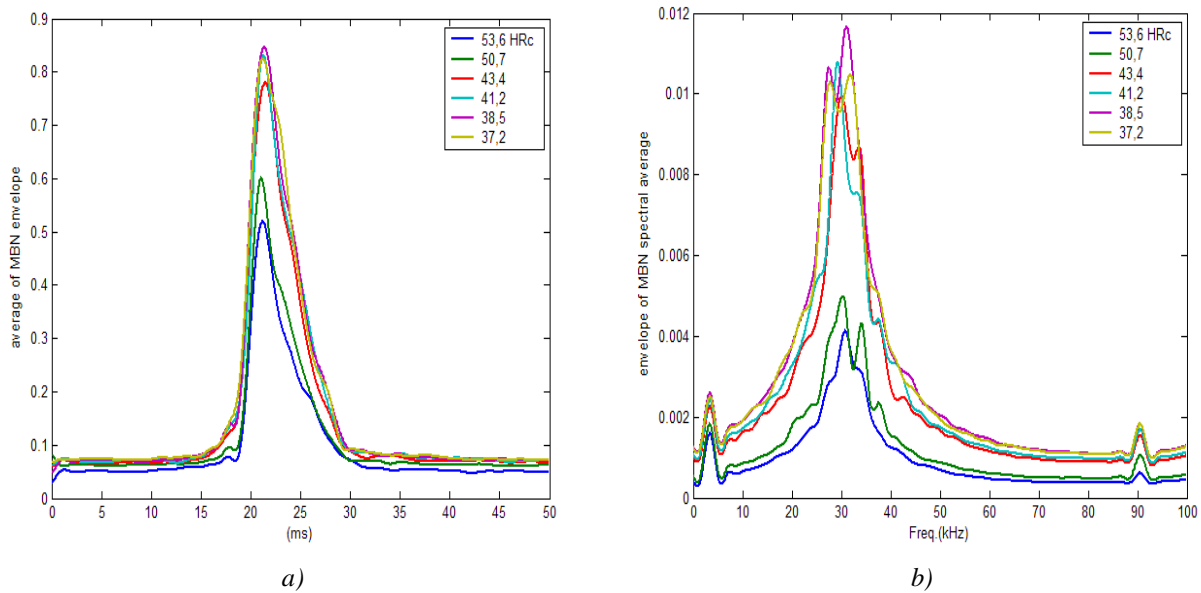 average of MBN envelope
0.9
0.8
0.7
0.6
0.5
0.4
0.3
0.2
0.1
0
53,6 HRc
50,7
43,4
41,2
38,5
37,2
0 5 10 15 20 25 30 35 40 45 50
(ms)
a)
envelope of MBN spectral average
0.012
0.010
0.008
0.006
0.004
0.002
0
53,6 HRc
50,7
43,4
41,2
38,5
37,2
0 10 20 30 40 50 60 70 80 90 100
Freq.(kHz)
b)